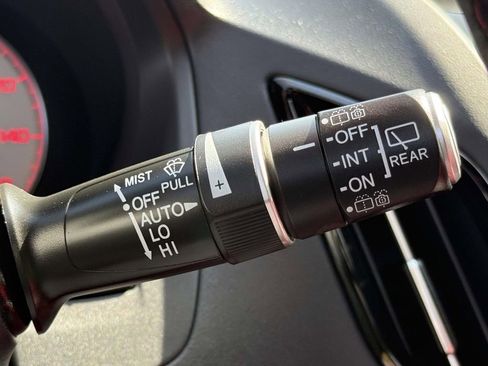 MIST
PULL
OFF
AUTO
LO
HI
+
OFF
INT
ON
REAR